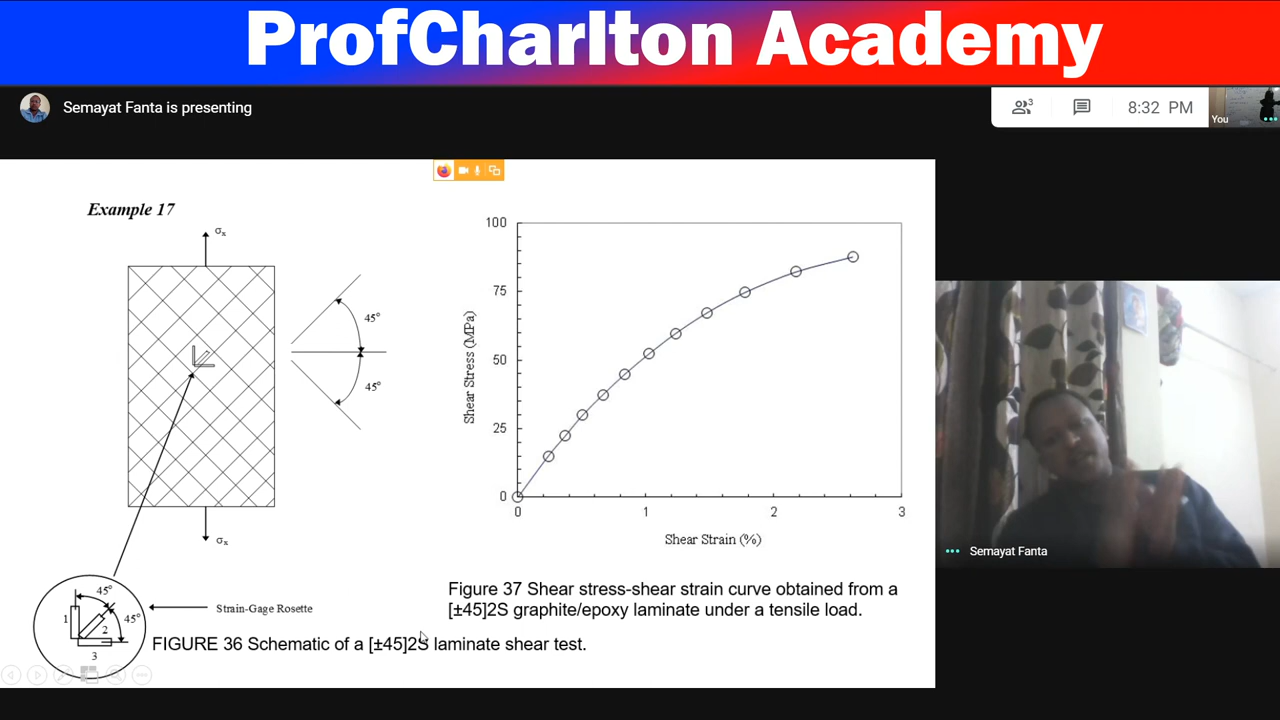 ProfCharlton Academy
Semayat Fanta is presenting
3
8:32 PM
You
Example 17
σx
45°
45°
σx
45°
45°
1
2
3
Strain-Gage Rosette
FIGURE 36 Schematic of a [±45]2S laminate shear test.
100
75
50
25
0
0
1
2
3
Shear Stress (MPa)
Shear Strain (%)
Figure 37 Shear stress-shear strain curve obtained from a
[±45]2S graphite/epoxy laminate under a tensile load.
Semayat Fanta